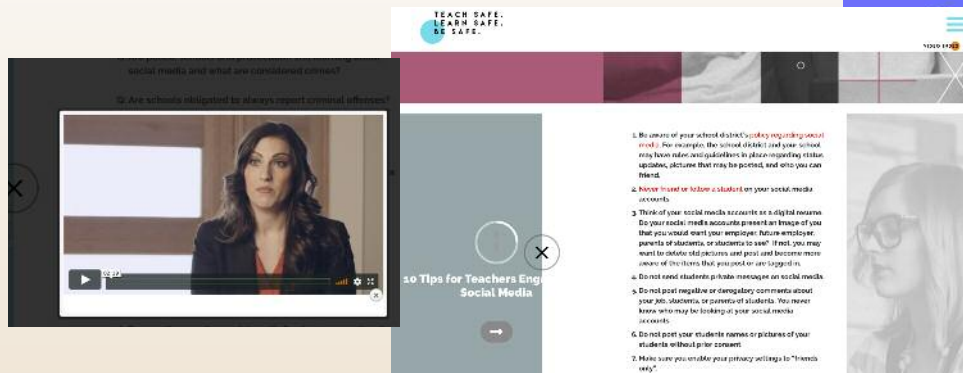 TEACH SAFE.
LEARN SAFE.
BE SAFE.
VIDEO INDEX
social media and what are considered crimes?
Q: Are schools obligated to always report criminal offenses?
10 Tips for Teachers Eng
Social Media
1. Be aware of your school district's policy regarding social
media. For example, the school district and your school
may have rules and guidelines in place regarding status
updates, pictures that may be posted, and who you can
friend.
2. Never friend or follow a student on your social media
accounts.
3. Think of your social media accounts as a digital resume.
Do your social media accounts present an image of you
that you would want your employer, future employer,
parents of students, or students to see? If not, you may
want to delete old pictures and post and become more
aware of the items that you post or are tagged in.
4. Do not send students private messages on social media.
5. Do not post negative or derogatory comments about
your job, students, or parents of students. You never
know who may be looking at your social media
accounts.
6. Do not post your students names or pictures of your
students without prior consent.
7. Make sure you enable your privacy settings to "friends
only".